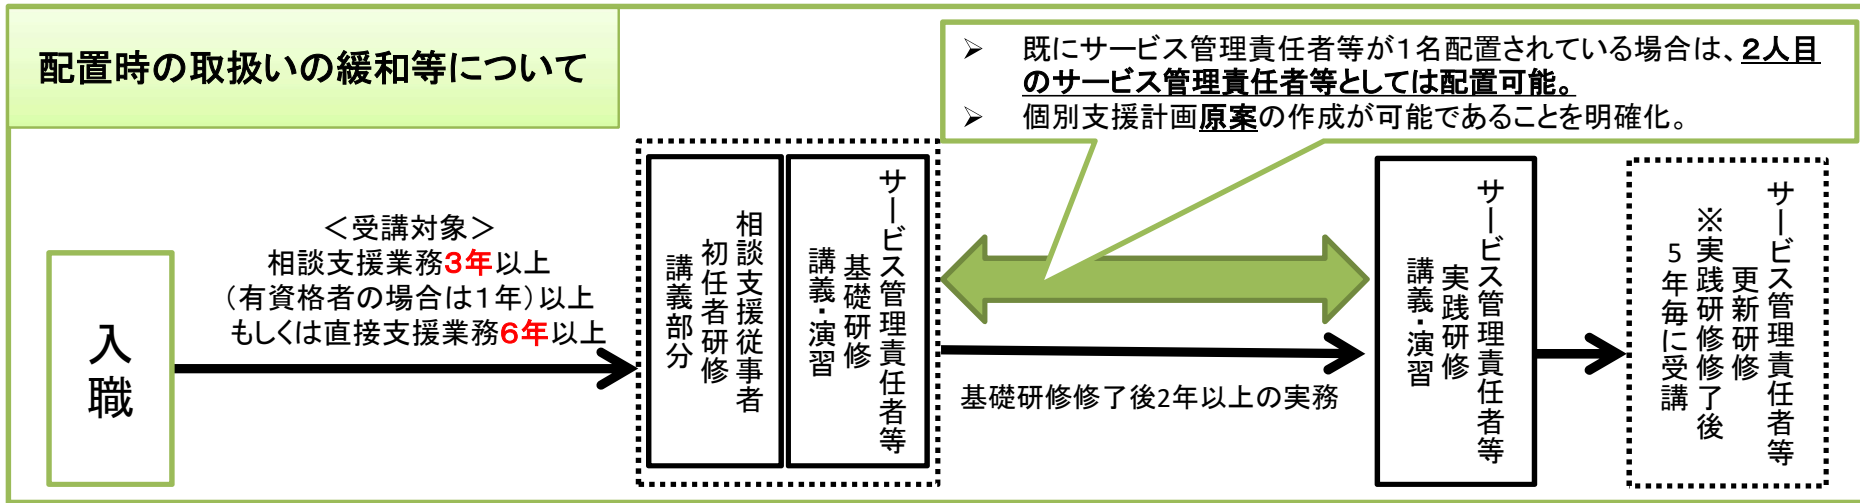 配置時の取扱いの緩和等について
➢ 既にサービス管理責任者等が1名配置されている場合は、２人目
のサービス管理責任者等としては配置可能。
➢ 個別支援計画原案の作成が可能であることを明確化。
入職
＜受講対象＞
相談支援業務３年以上
（有資格者の場合は１年）以上
もしくは直接支援業務６年以上
相談支援従事者
初任者研修
講義部分
サービス管理責任者等
基礎研修
講義・演習
基礎研修修了後2年以上の実務
サービス管理責任者等
実践研修
講義・演習
サービス管理責任者等
更新研修
※実践研修修了後
5年毎に受講